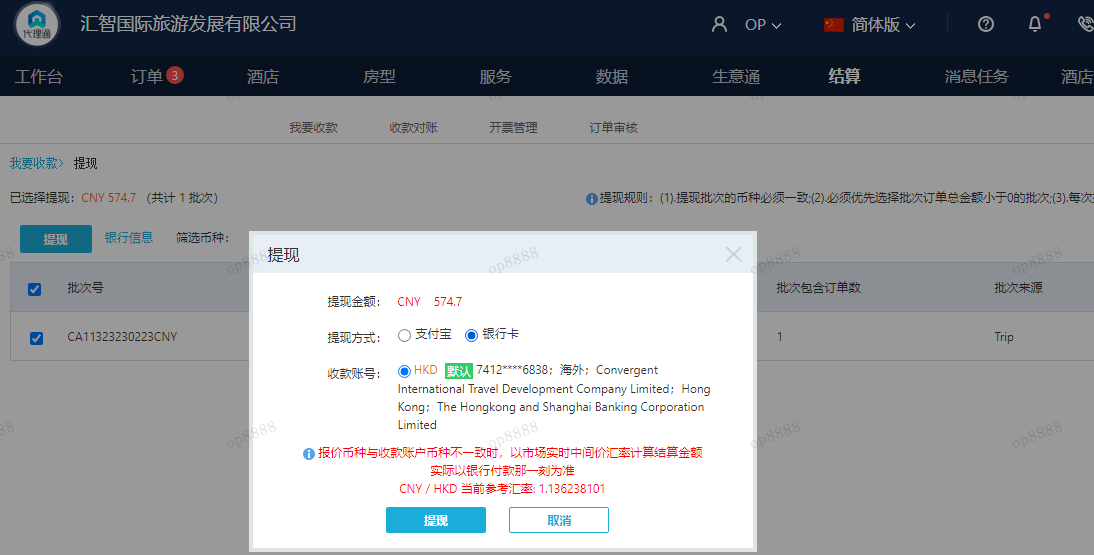 代理通
汇智国际旅游发展有限公司
OP
简体版
工作台 订单 3 酒店 房型 服务 数据 生意通 结算 消息任务 酒店
我要收款 收款对账 开票管理 订单审核
我要收款> 提现
已选择提现: CNY 574.7 (共计 1 批次)
提现规则: (1).提现批次的币种必须一致;(2).必须优先选择批次订单总金额小于0的批次;(3).每次
提现 银行信息 筛选币种:
批次号 批次包含订单数 批次来源
CA11323230223CNY 1 Trip
提现
提现金额: CNY 574.7
提现方式: 支付宝 银行卡
收款账号: HKD 默认 7412****6838; 海外; Convergent
International Travel Development Company Limited; Hong
Kong; The Hongkong and Shanghai Banking Corporation
Limited
报价币种与收款账户币种不一致时, 以市场实时中间价汇率计算结算金额
实际以银行付款那一刻为准
CNY / HKD 当前参考汇率: 1.136238101
提现 取消
op8888